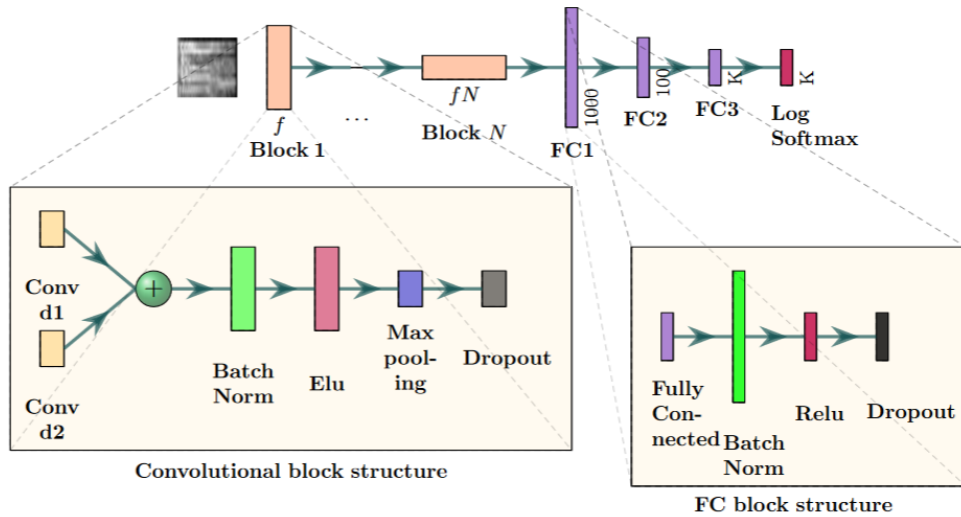 f
Block 1
...
fN
Block N
1000
FC1
100
FC2
K
FC3
K
Log
Softmax
Conv
d1
Conv
d2
+
Batch
Norm
Elu
Max
pool-
ing
Dropout
Convolutional block structure
Fully
Con-
nected
Batch
Norm
Relu
Dropout
FC block structure